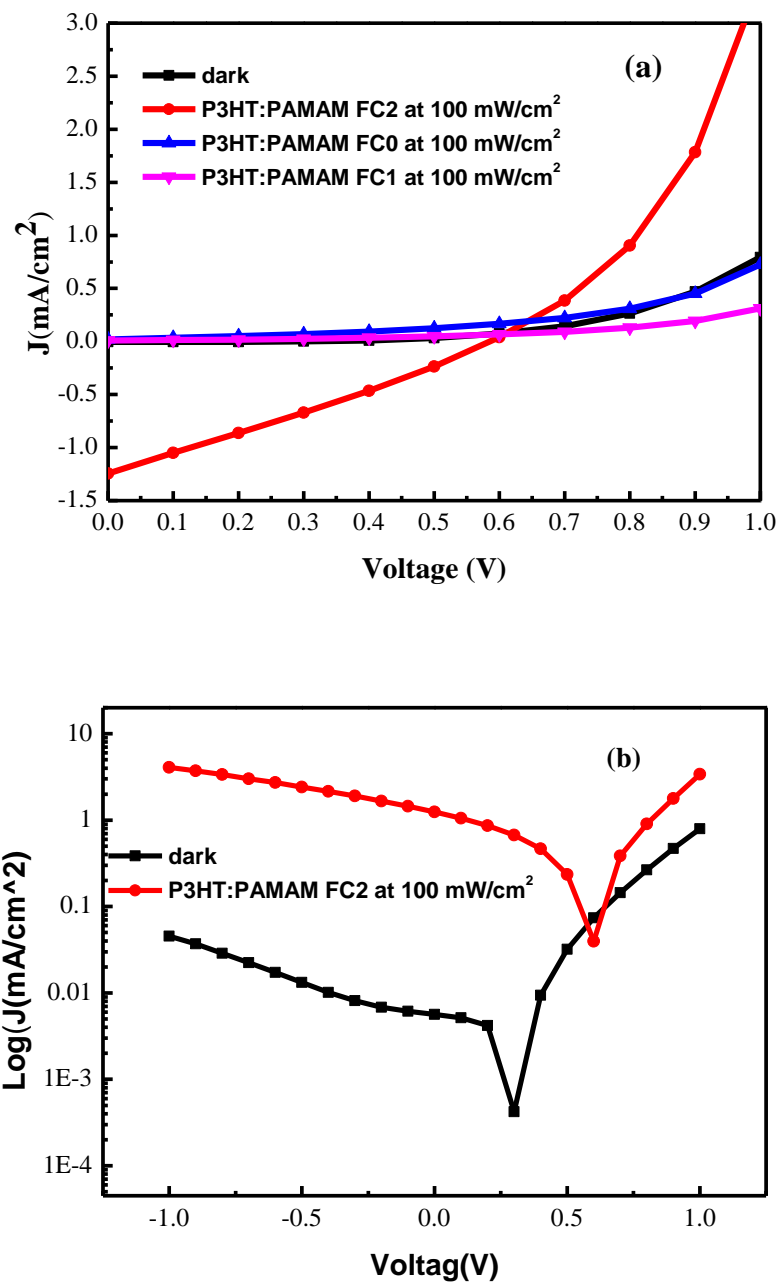 3.0
(a)
2.5
dark
P3HT:PAMAM FC2 at 100 mW/cm²
2.0
P3HT:PAMAM FC0 at 100 mW/cm²
P3HT:PAMAM FC1 at 100 mW/cm²
1.5
J(mA/cm²)
1.0
0.5
0.0
-0.5
-1.0
-1.5
0.0 0.1 0.2 0.3 0.4 0.5 0.6 0.7 0.8 0.9 1.0
Voltage (V)
10
(b)
1
dark
P3HT:PAMAM FC2 at 100 mW/cm²
0.1
Log(J(mA/cm^2)
0.01
1E-3
1E-4
-1.0 -0.5 0.0 0.5 1.0
Voltag(V)